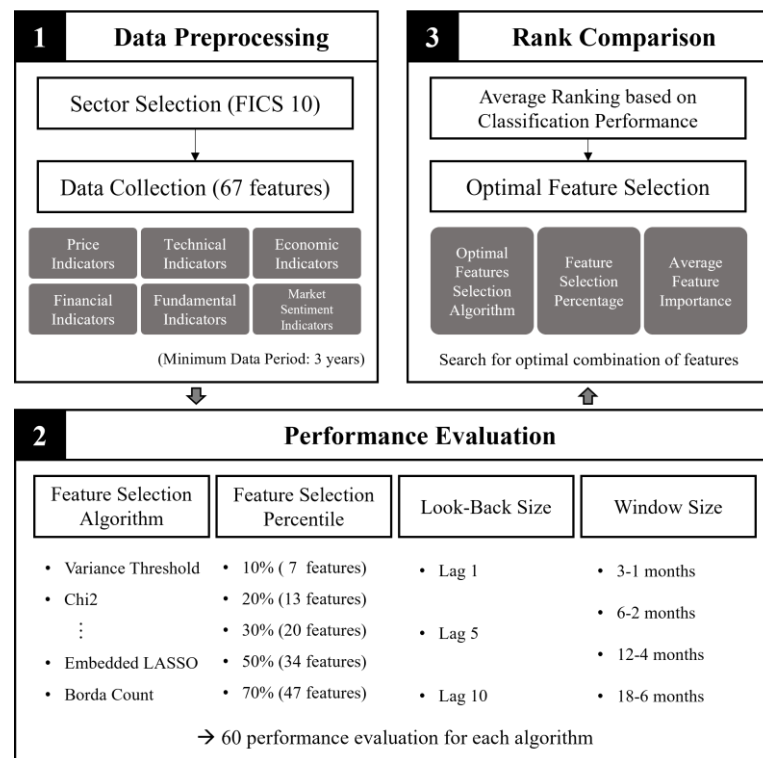 1 Data Preprocessing
Sector Selection (FICS 10)
Data Collection (67 features)
Price Indicators
Technical Indicators
Economic Indicators
Financial Indicators
Fundamental Indicators
Market Sentiment Indicators
(Minimum Data Period: 3 years)
3 Rank Comparison
Average Ranking based on
Classification Performance
Optimal Feature Selection
Optimal Features Selection Algorithm
Feature Selection Percentage
Average Feature Importance
Search for optimal combination of features
2 Performance Evaluation
Feature Selection
Algorithm
• Variance Threshold
• Chi2
⋮
• Embedded LASSO
• Borda Count
Feature Selection
Percentile
• 10% ( 7 features)
• 20% (13 features)
• 30% (20 features)
• 50% (34 features)
• 70% (47 features)
Look-Back Size
• Lag 1
• Lag 5
• Lag 10
Window Size
• 3-1 months
• 6-2 months
• 12-4 months
• 18-6 months
→ 60 performance evaluation for each algorithm